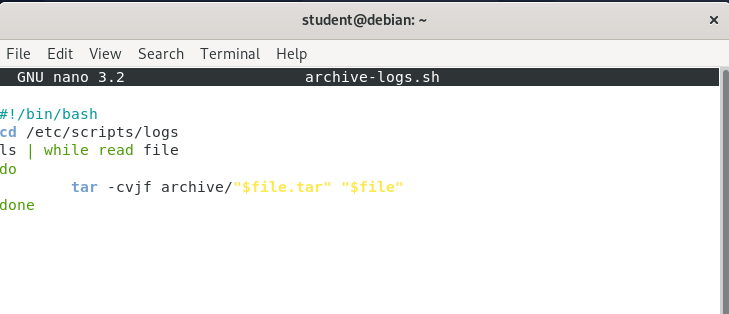 student@debian: ~ ×
File Edit View Search Terminal Help
GNU nano 3.2 archive-logs.sh
#!/bin/bash
cd /etc/scripts/logs
ls | while read file
do
        tar -cvjf archive/"$file.tar" "$file"
done